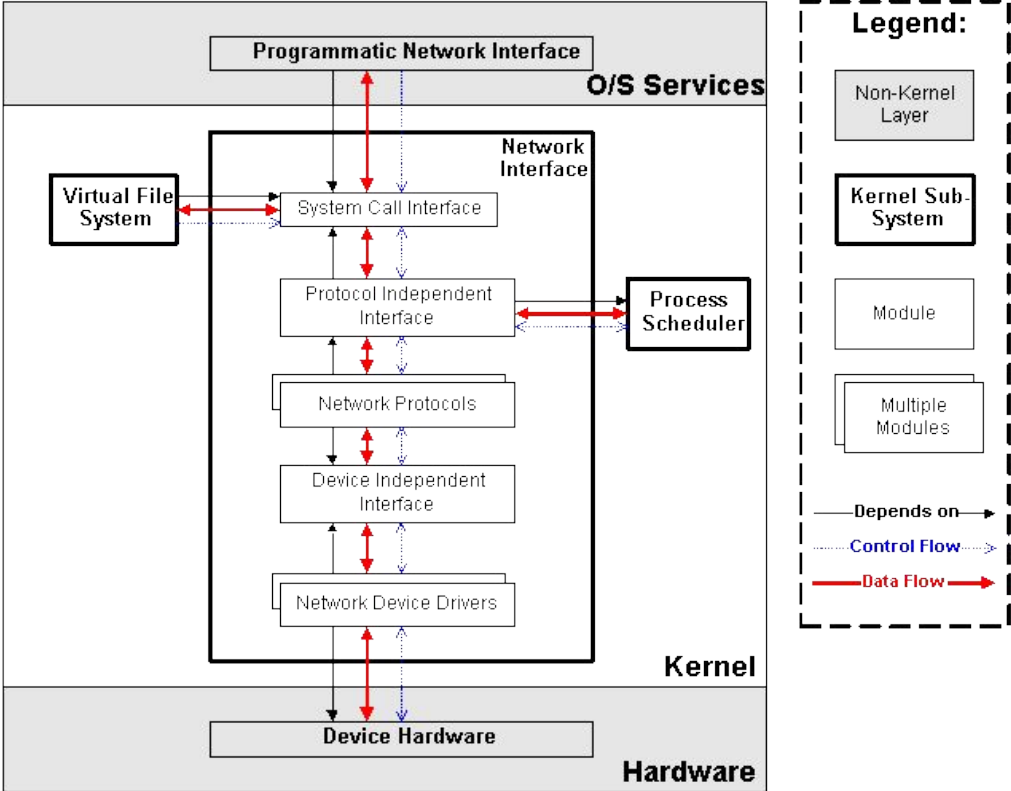 Programmatic Network Interface
O/S Services
Network
Interface
Virtual File
System
System Call Interface
Protocol Independent
Interface
Process
Scheduler
Network Protocols
Device Independent
Interface
Network Device Drivers
Kernel
Device Hardware
Hardware
Legend:
Non-Kernel
Layer
Kernel Sub-
System
Module
Multiple
Modules
Depends on
Control Flow
Data Flow